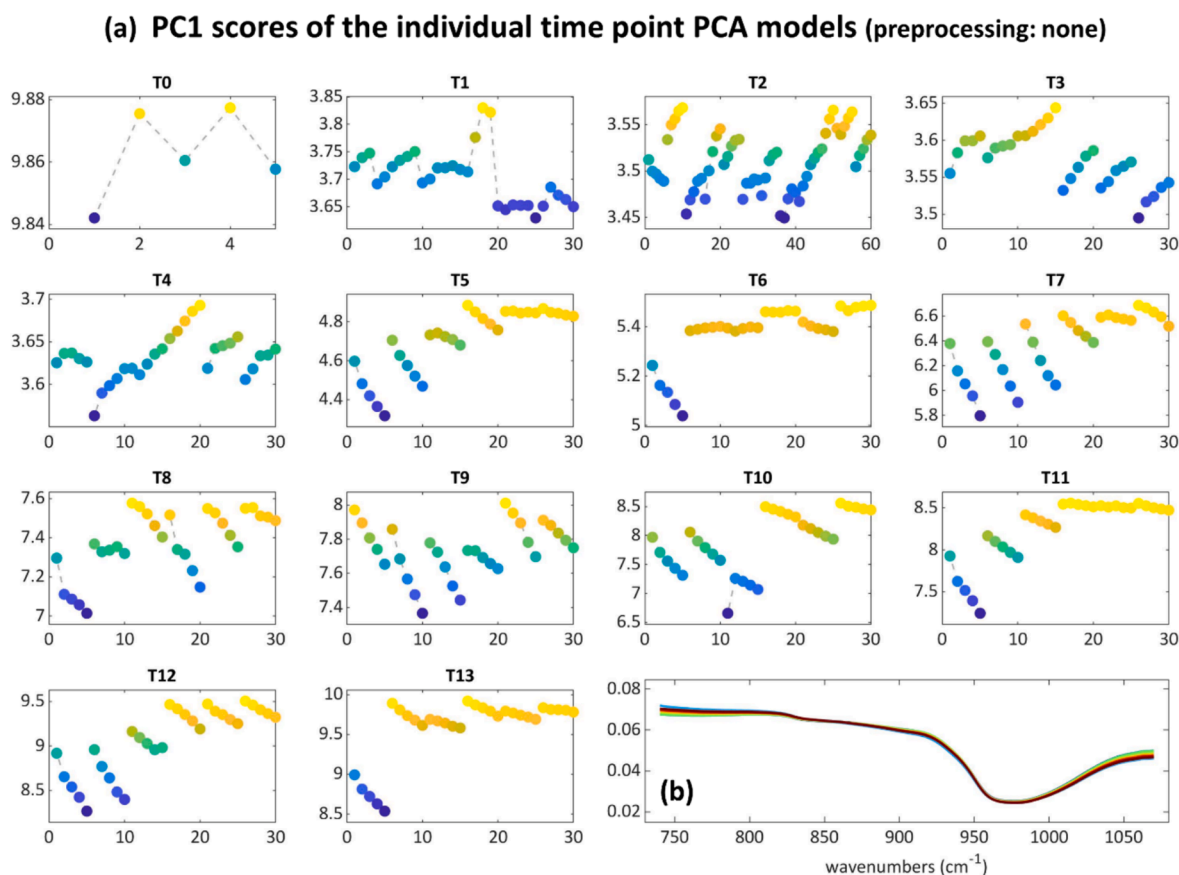 (a) PC1 scores of the individual time point PCA models (preprocessing: none)
T0 T1 T2 T3
9.88 9.86 9.84 0 2 4
3.85 3.8 3.75 3.7 3.65 0 10 20 30
3.55 3.5 3.45 0 20 40 60
3.65 3.6 3.55 3.5 0 10 20 30
T4 T5 T6 T7
3.7 3.65 3.6 0 10 20 30
4.8 4.6 4.4 0 10 20 30
5.4 5.2 5 0 10 20 30
6.6 6.4 6.2 6 5.8 0 10 20 30
T8 T9 T10 T11
7.6 7.4 7.2 7 0 10 20 30
8 7.8 7.6 7.4 0 10 20 30
8.5 8 7.5 7 6.5 0 10 20 30
8.5 8 7.5 0 10 20 30
T12 T13
9.5 9 8.5 0 10 20 30
10 9.5 9 8.5 0 10 20 30
0.08 0.06 0.04 0.02
(b)
750 800 850 900 950 1000 1050
wavenumbers (cm⁻¹)